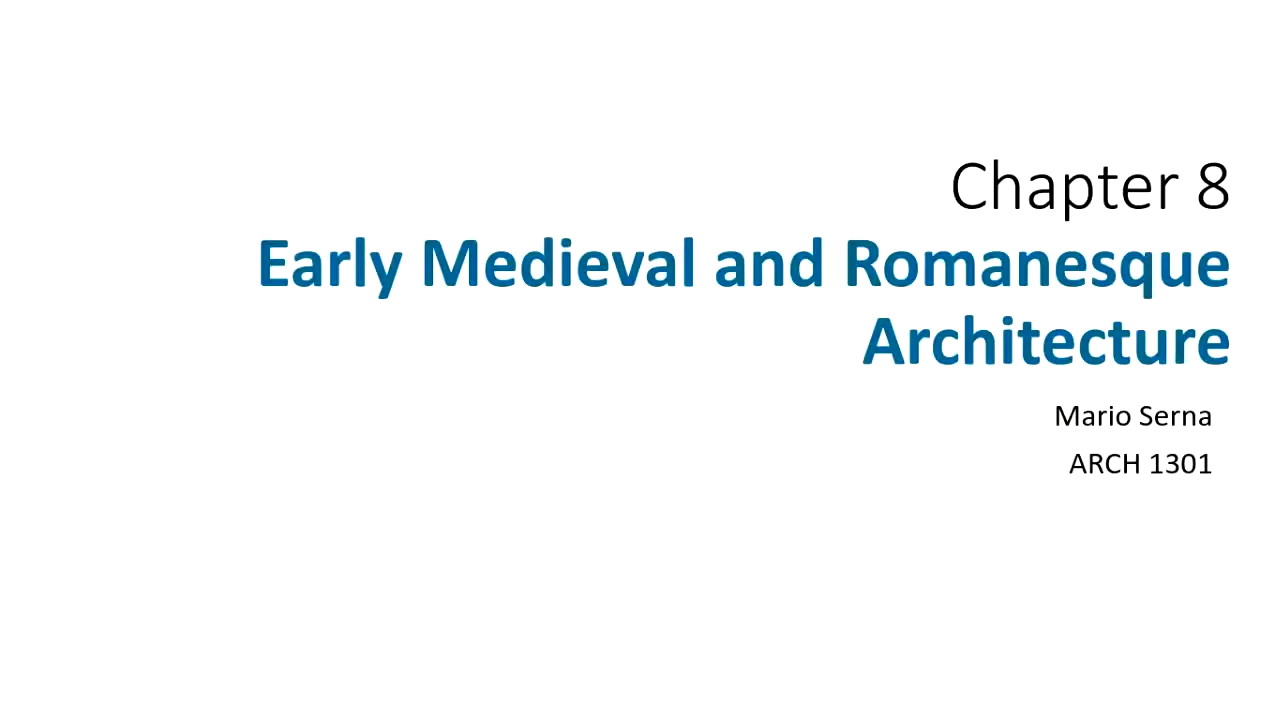 Chapter 8
Early Medieval and Romanesque
Architecture
Mario Serna
ARCH 1301